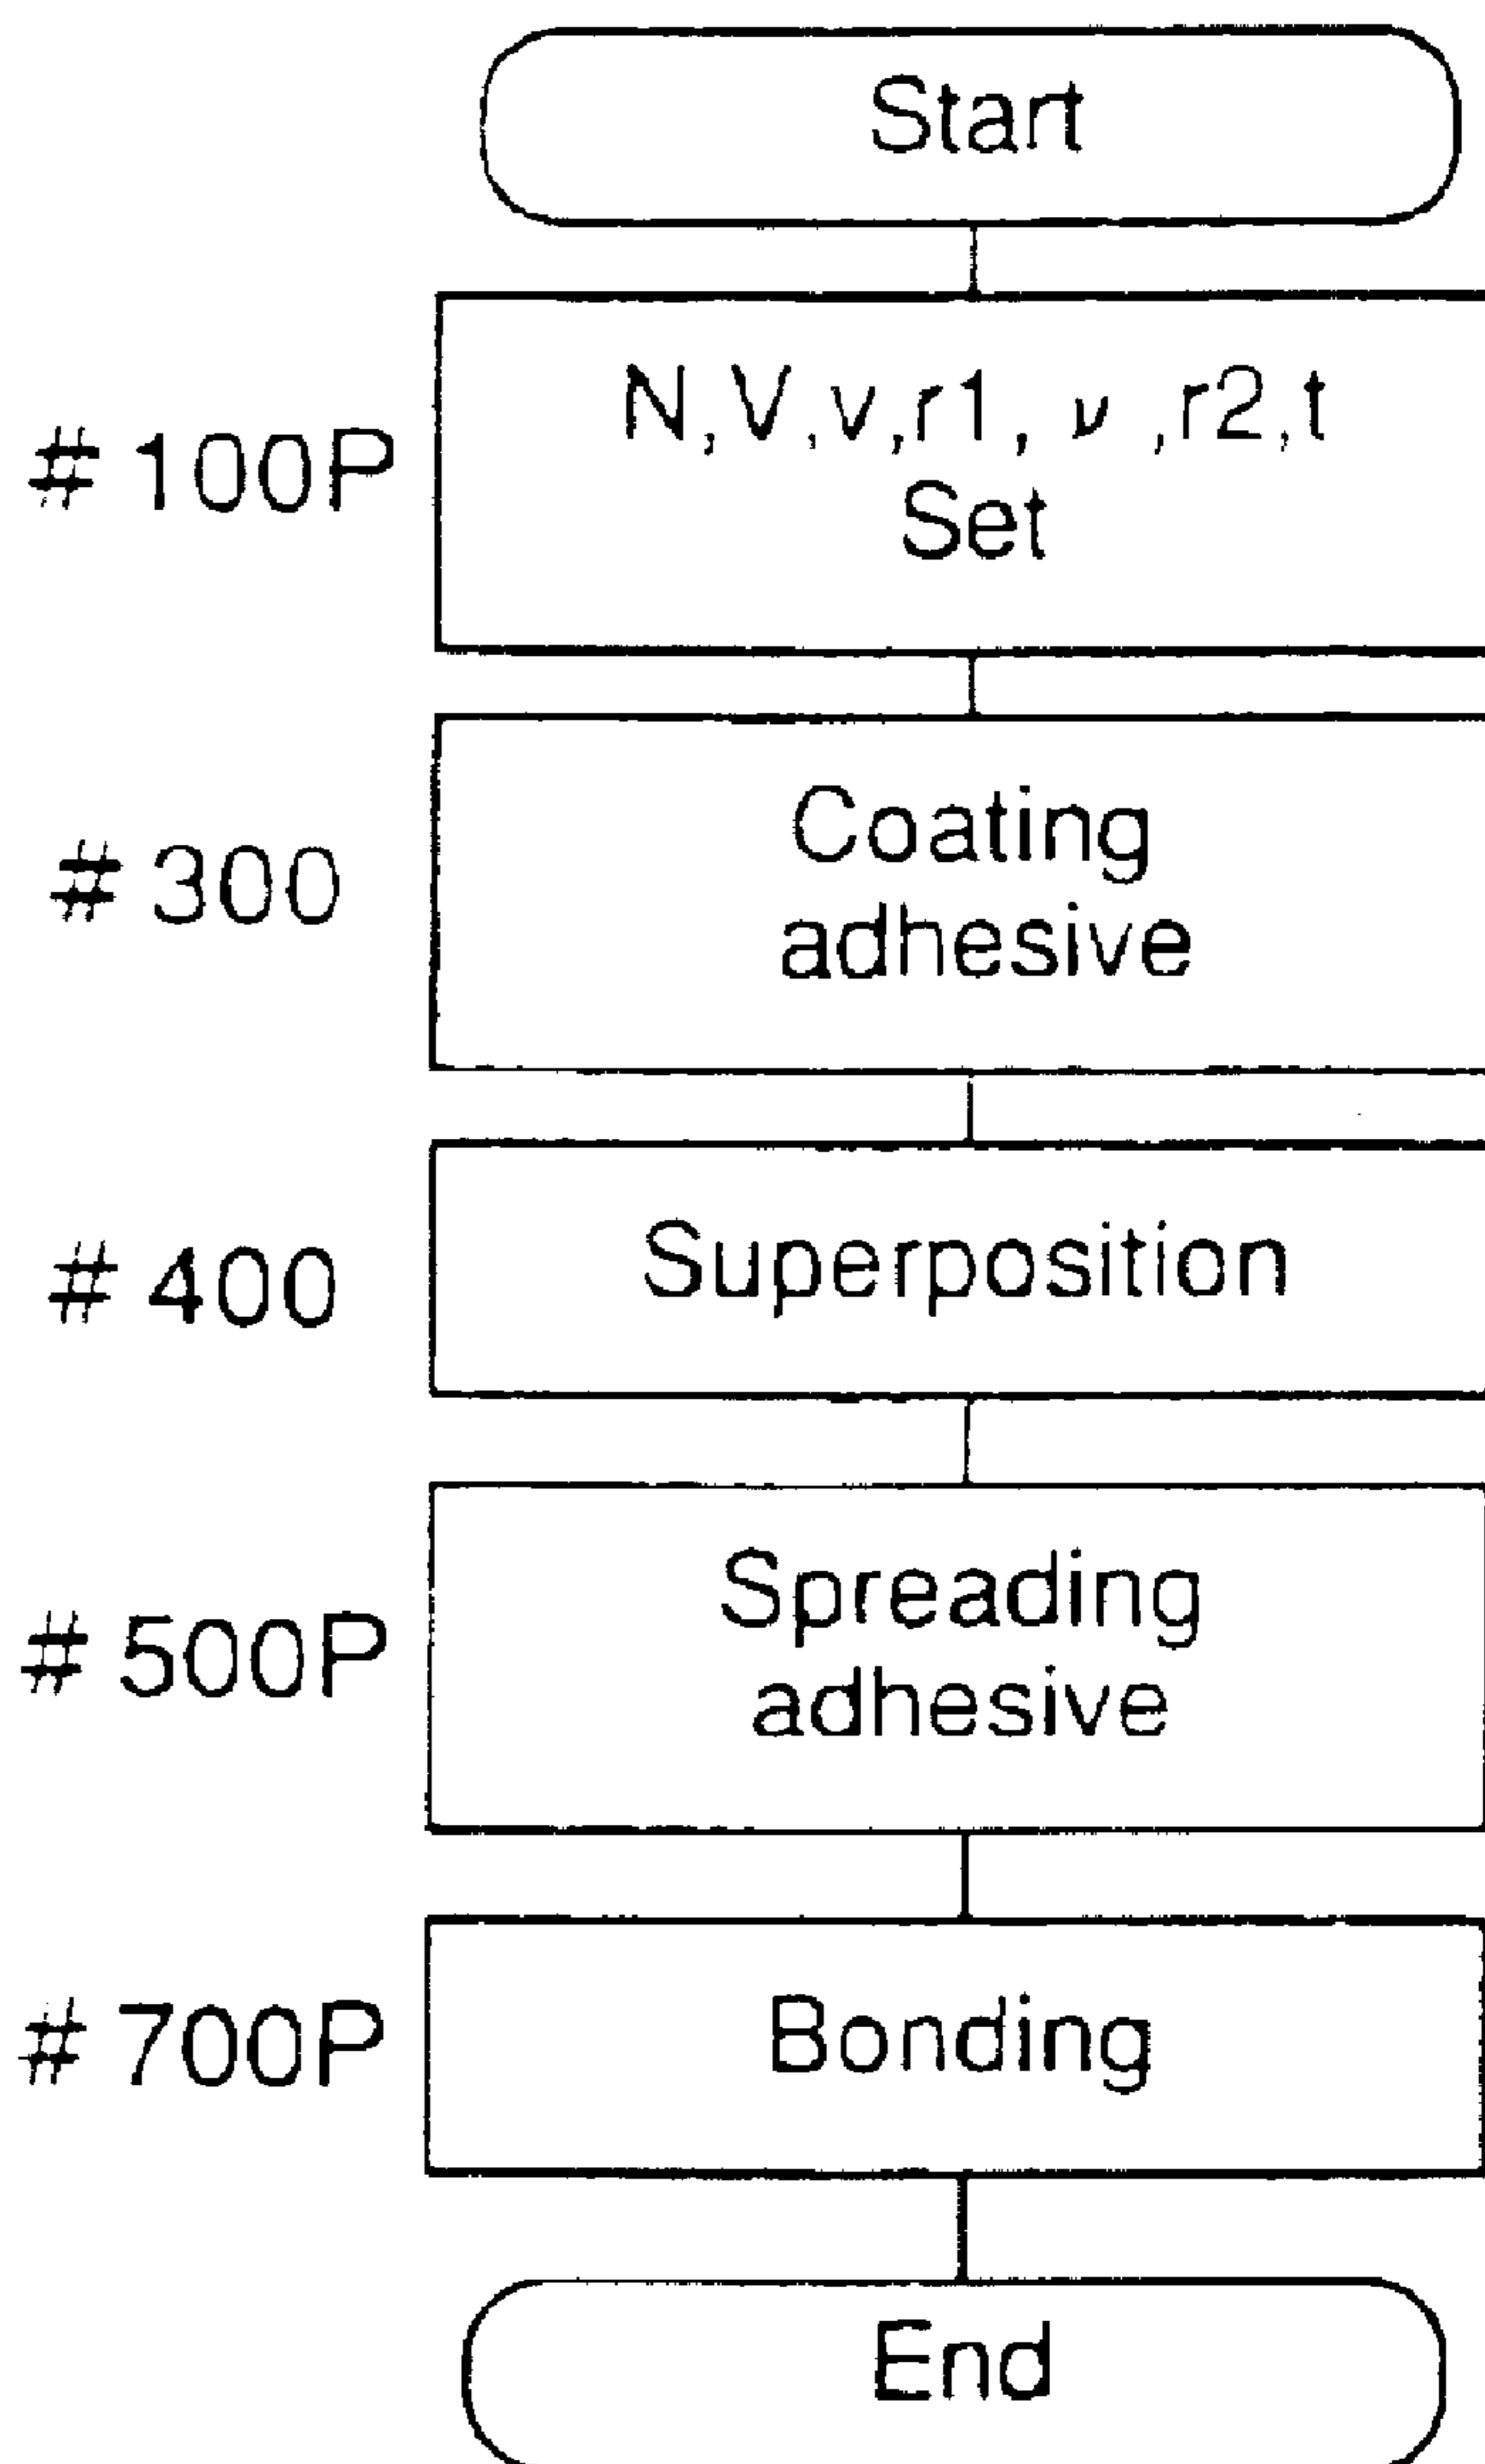 Start
# 100P
N,V,v,r1, ν ,r2,t
Set
# 300
Coating
adhesive
# 400
Superposition
# 500P
Spreading
adhesive
# 700P
Bonding
End